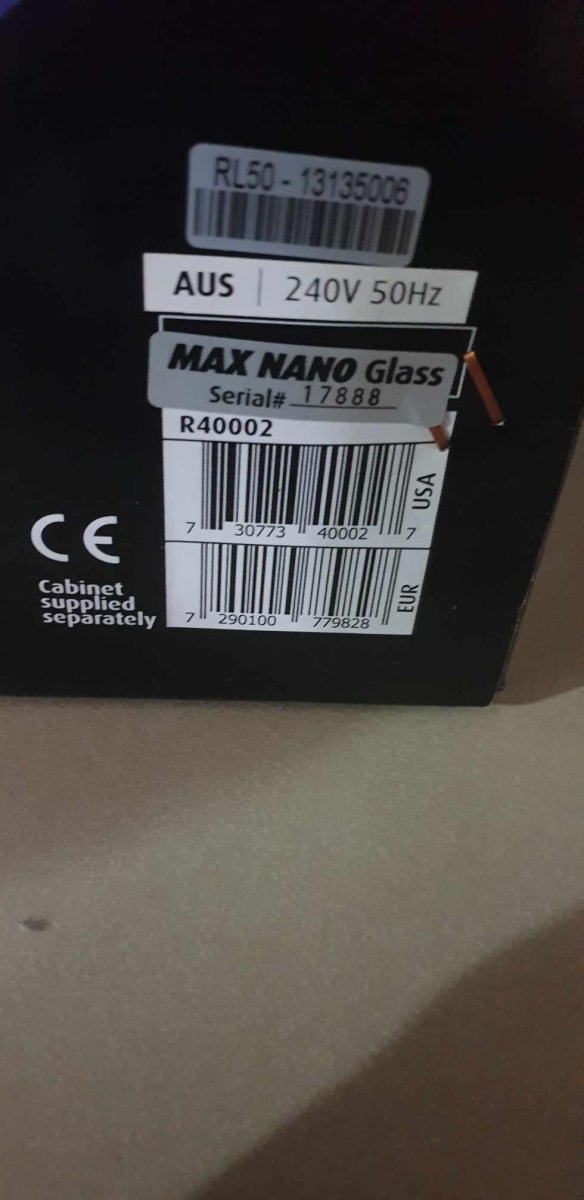 RL50 - 13135006
AUS | 240V 50Hz
MAX NANO Glass
Serial# 17888
R40002
USA
7 30773 40002 7
CE
Cabinet
supplied
separately
EUR
7 290100 779828